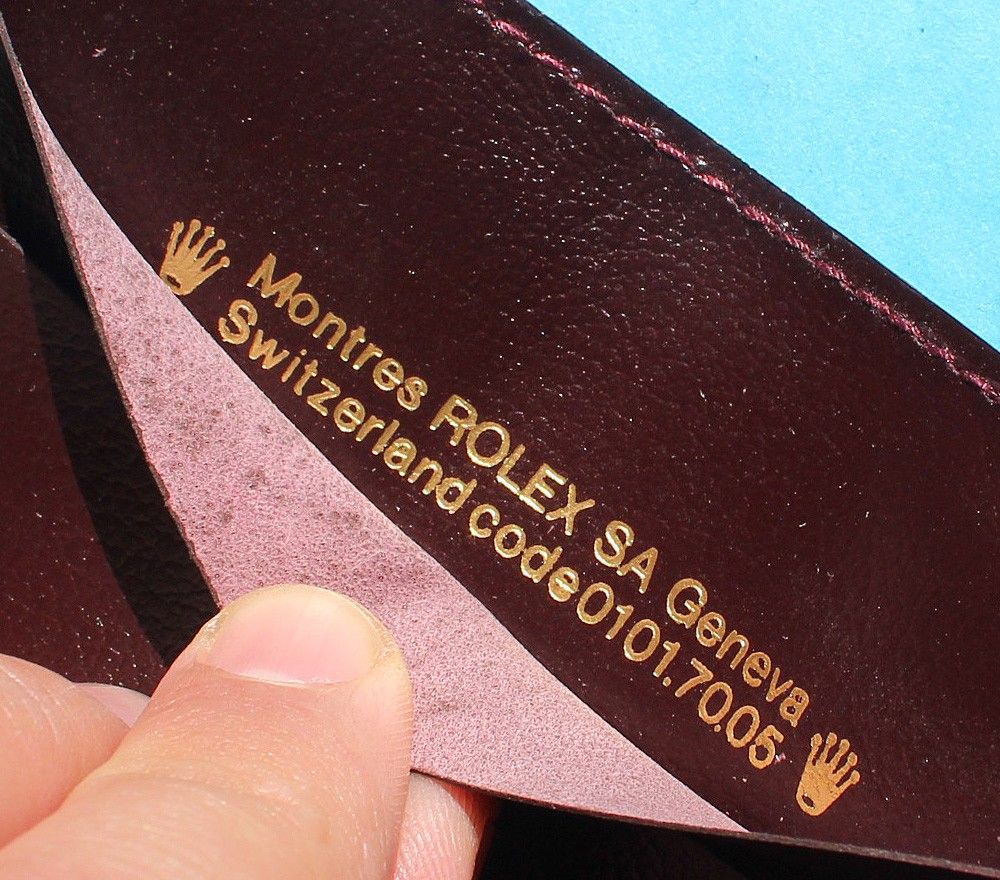 Montres ROLEX SA Geneva
Switzerland code 0101.70.05